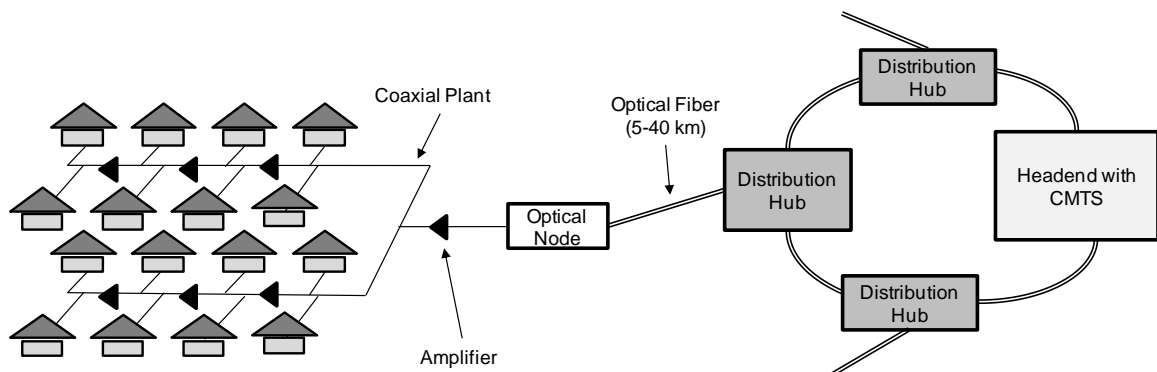 Coaxial Plant
Optical Fiber
(5-40 km)
Distribution
Hub
Distribution
Hub
Headend with
CMTS
Optical
Node
Distribution
Hub
Amplifier